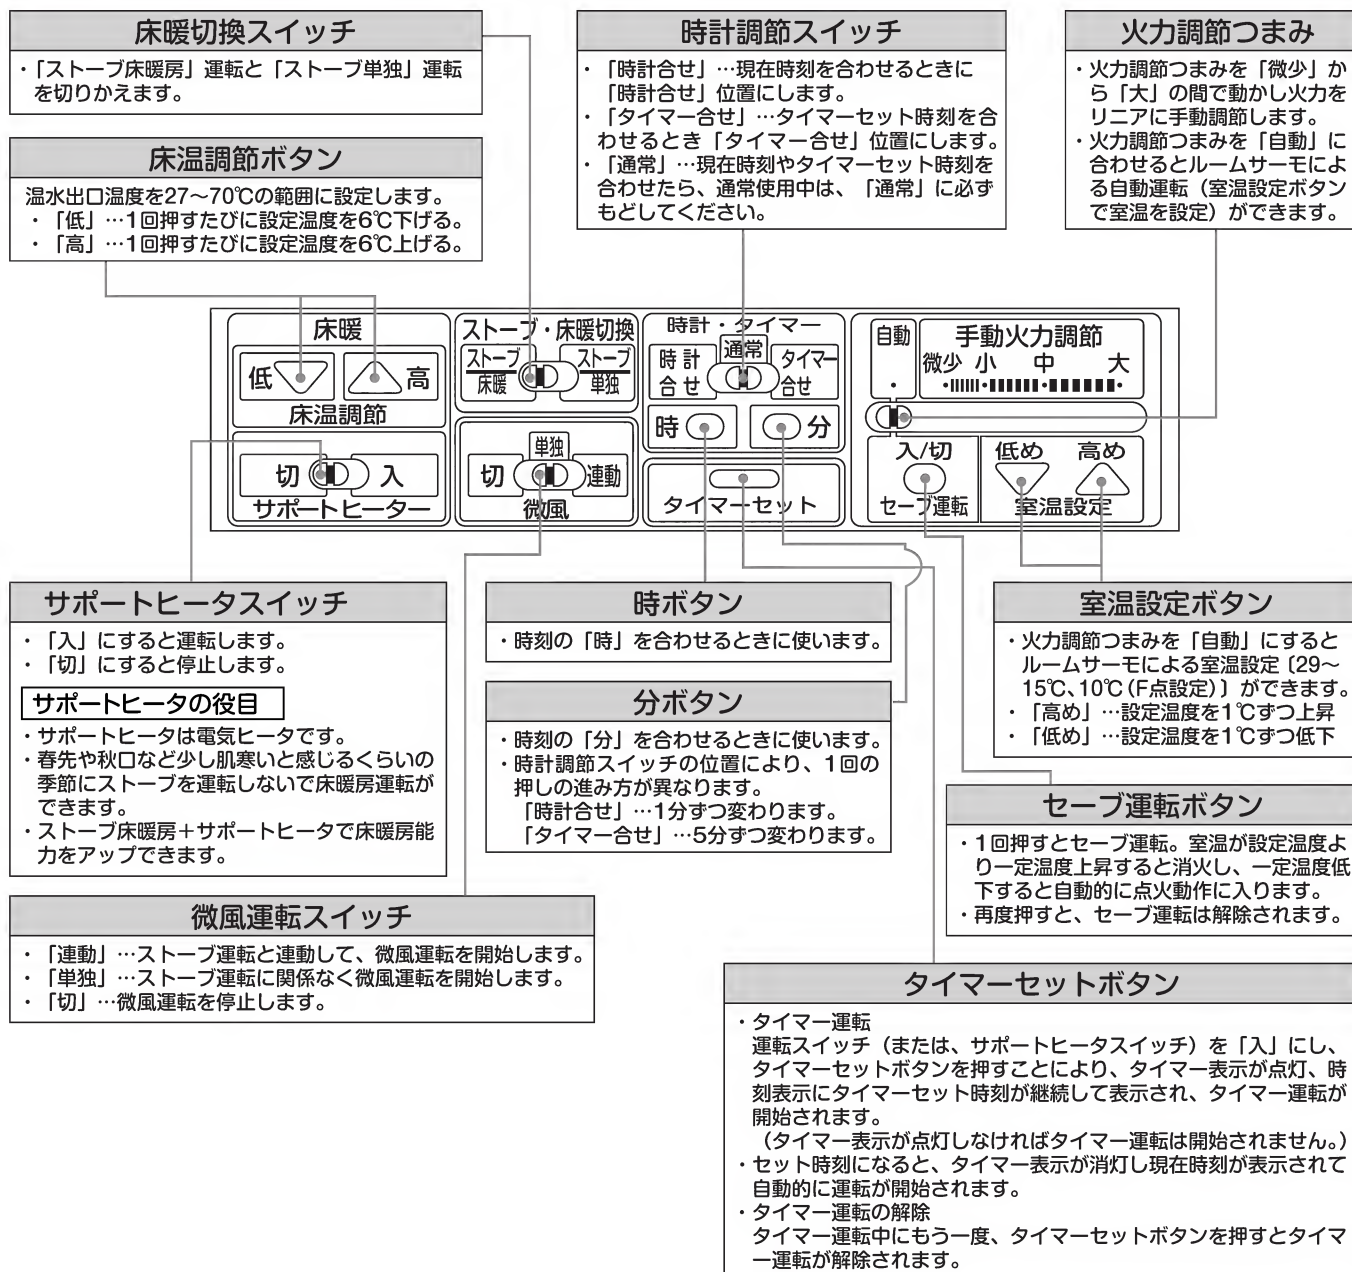 床暖切換スイッチ
・「ストーブ床暖房」運転と「ストーブ単独」運転
を切りかえます。
床温調節ボタン
温水出口温度を27〜70℃の範囲に設定します。
・「低」…1回押すたびに設定温度を6℃下げる。
・「高」…1回押すたびに設定温度を6℃上げる。
時計調節スイッチ
・「時計合せ」…現在時刻を合わせるときに
「時計合せ」位置にします。
・「タイマー合せ」…タイマーセット時刻を合
わせるとき「タイマー合せ」位置にします。
・「通常」…現在時刻やタイマーセット時刻を
合わせたら、通常使用中は、「通常」に必ず
もどしてください。
火力調節つまみ
・火力調節つまみを「微少」か
ら「大」の間で動かし火力を
リニアに手動調節します。
・火力調節つまみを「自動」に
合わせるとルームサーモによ
る自動運転（室温設定ボタン
で室温を設定）ができます。
床暖
低 高
床温調節
切 入
サポートヒーター
ストーブ・床暖切換
ストーブ
床暖
ストーブ
単独
単独
切 連動
微風
時計・タイマー
通常
時計
合せ
タイマー
合せ
時 分
タイマーセット
自動
手動火力調節
微少 小 中 大
入/切
セーブ運転
低め 高め
室温設定
サポートヒータスイッチ
・「入」にすると運転します。
・「切」にすると停止します。
サポートヒータの役目
・サポートヒータは電気ヒータです。
・春先や秋口など少し肌寒いと感じるくらいの
季節にストーブを運転しないで床暖房運転が
できます。
・ストーブ床暖房＋サポートヒータで床暖房能
力をアップできます。
時ボタン
・時刻の「時」を合わせるときに使います。
分ボタン
・時刻の「分」を合わせるときに使います。
・時計調節スイッチの位置により、1回の
押しの進み方が異なります。
「時計合せ」…1分ずつ変わります。
「タイマー合せ」…5分ずつ変わります。
室温設定ボタン
・火力調節つまみを「自動」にすると
ルームサーモによる室温設定〔29〜
15℃、10℃（F点設定）〕ができます。
・「高め」…設定温度を1℃ずつ上昇
・「低め」…設定温度を1℃ずつ低下
セーブ運転ボタン
・1回押すとセーブ運転。室温が設定温度よ
り一定温度上昇すると消火し、一定温度低
下すると自動的に点火動作に入ります。
・再度押すと、セーブ運転は解除されます。
微風運転スイッチ
・「連動」…ストーブ運転と連動して、微風運転を開始します。
・「単独」…ストーブ運転に関係なく微風運転を開始します。
・「切」…微風運転を停止します。
タイマーセットボタン
・タイマー運転
運転スイッチ（または、サポートヒータスイッチ）を「入」にし、
タイマーセットボタンを押すことにより、タイマー表示が点灯、時
刻表示にタイマーセット時刻が継続して表示され、タイマー運転が
開始されます。
（タイマー表示が点灯しなければタイマー運転は開始されません。）
・セット時刻になると、タイマー表示が消灯し現在時刻が表示されて
自動的に運転が開始されます。
・タイマー運転の解除
タイマー運転中にもう一度、タイマーセットボタンを押すとタイマ
ー運転が解除されます。